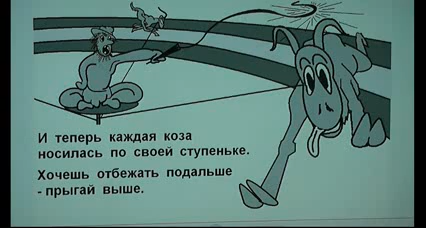 И теперь каждая коза
носилась по своей ступеньке.
Хочешь отбежать подальше
- прыгай выше.